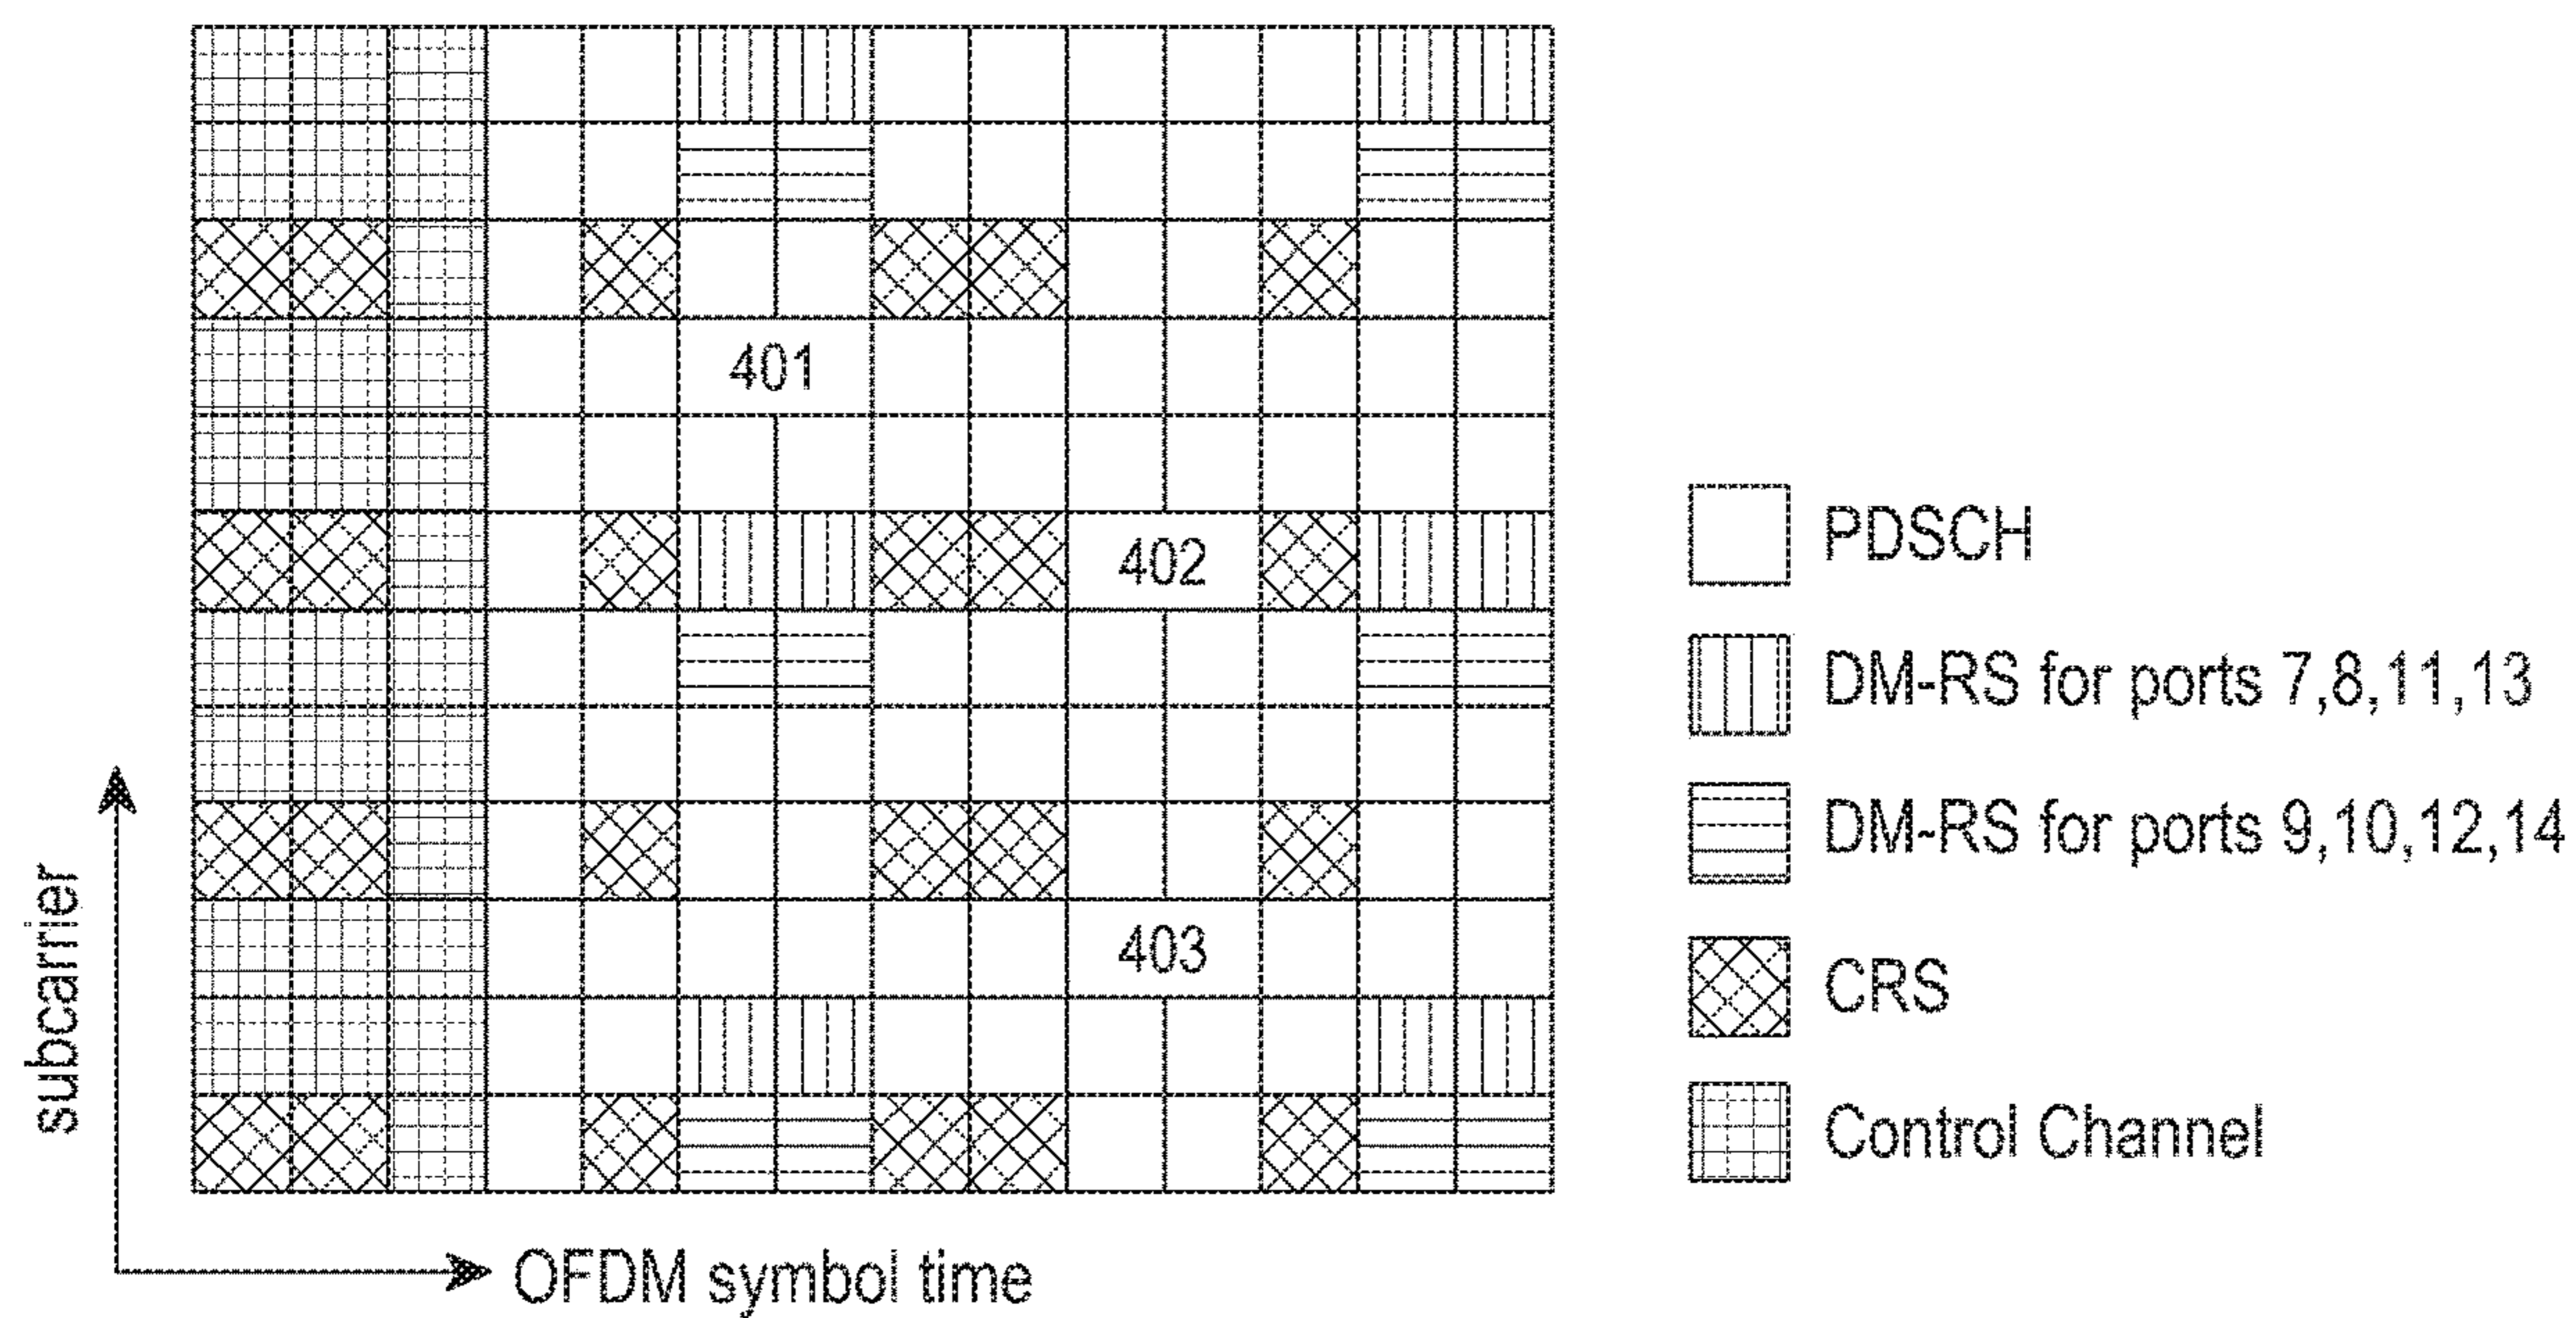 401
402
403
subcarrier
OFDM symbol time
PDSCH
DM-RS for ports 7,8,11,13
DM-RS for ports 9,10,12,14
CRS
Control Channel